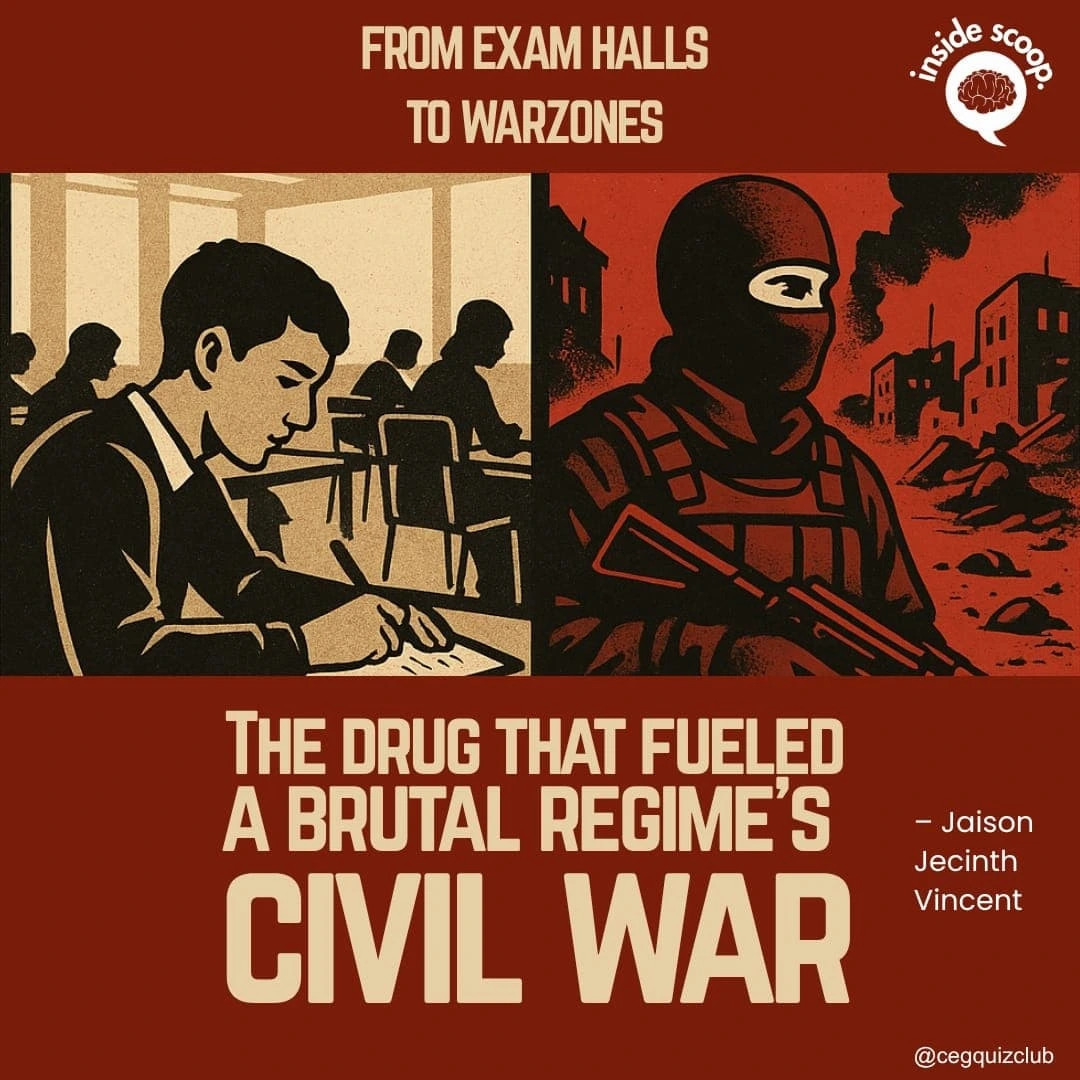 FROM EXAM HALLS
TO WARZONES
inside scoop.
THE DRUG THAT FUELED
A BRUTAL REGIME'S
CIVIL WAR
– Jaison
Jecinth
Vincent
@cegquizclub